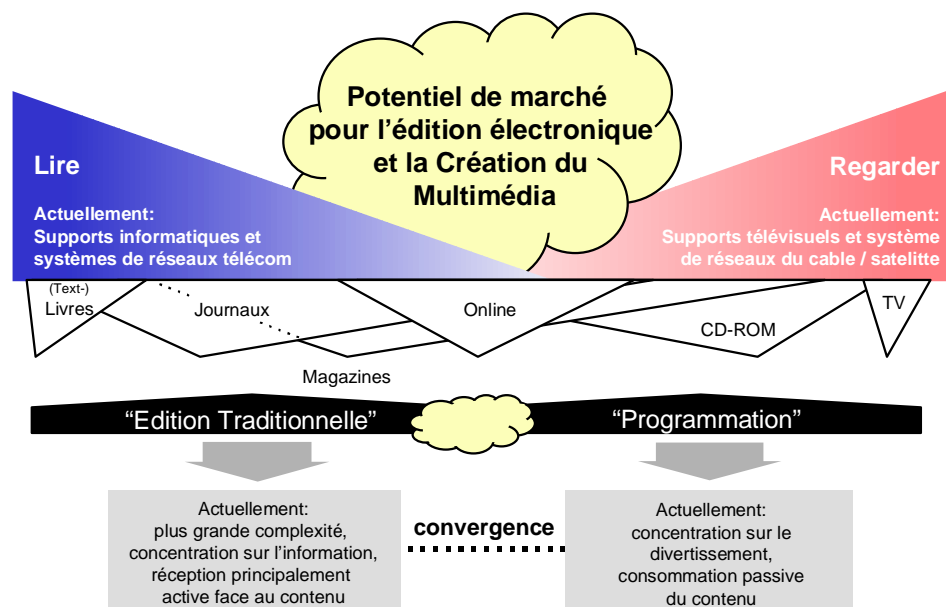 Potentiel de marché
pour l’édition électronique
et la Création du
Multimédia
Lire
Actuellement:
Supports informatiques et
systèmes de réseaux télécom
Regarder
Actuellement:
Supports télévisuels et système
de réseaux du cable / satelitte
(Text-)
Livres
Journaux
Magazines
Online
CD-ROM
TV
“Edition Traditionnelle”
“Programmation”
Actuellement:
plus grande complexité,
concentration sur l’information,
réception principalement
active face au contenu
convergence
Actuellement:
concentration sur le
divertissement,
consommation passive
du contenu